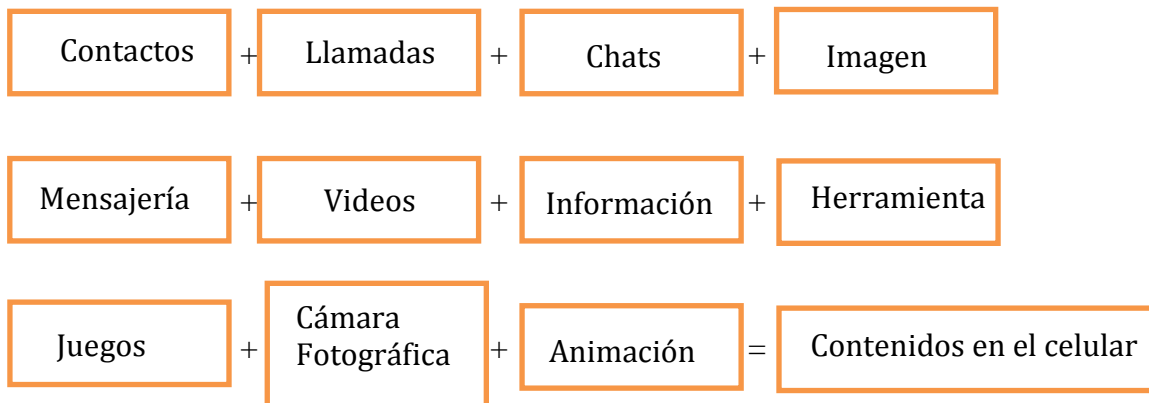 Contactos + Llamadas + Chats + Imagen
Mensajería + Videos + Información + Herramienta
Juegos + Cámara Fotográfica + Animación = Contenidos en el celular